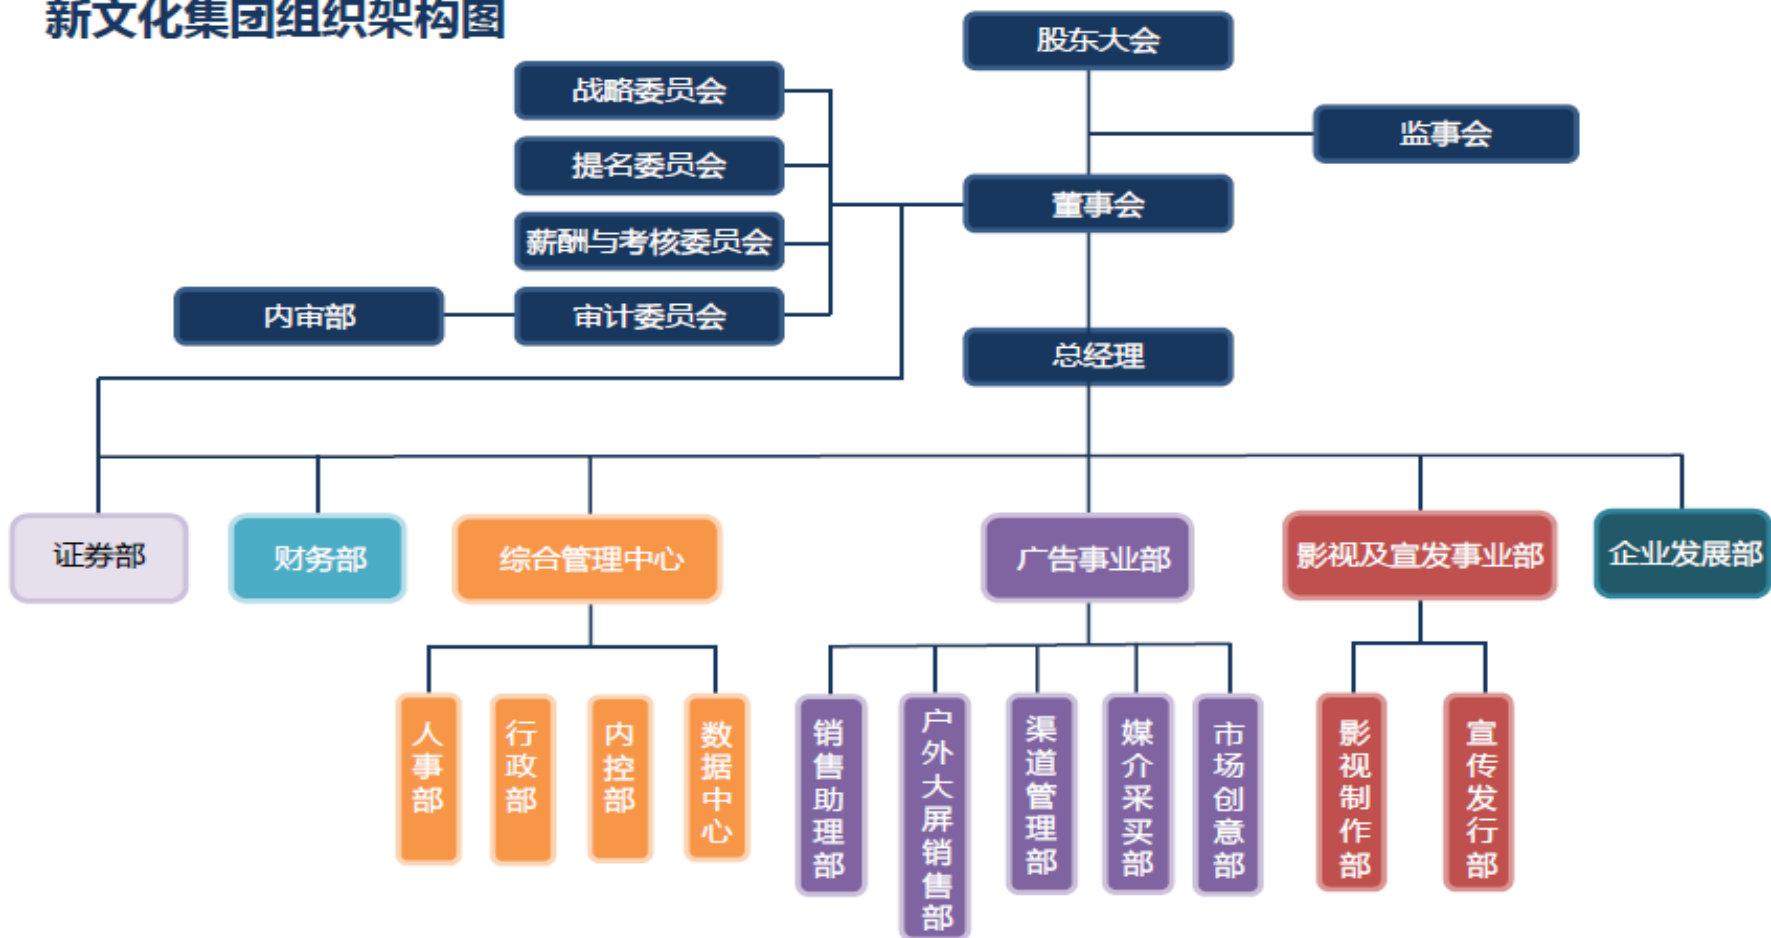 新文化集团组织架构图
股东大会
战略委员会
监事会
提名委员会
董事会
薪酬与考核委员会
内审部
审计委员会
总经理
证券部
财务部
综合管理中心
广告事业部
影视及宣发事业部
企业发展部
人事部
行政部
内控部
数据中心
销售助理部
户外大屏销售部
渠道管理部
媒介采买部
市场创意部
影视制作部
宣传发行部